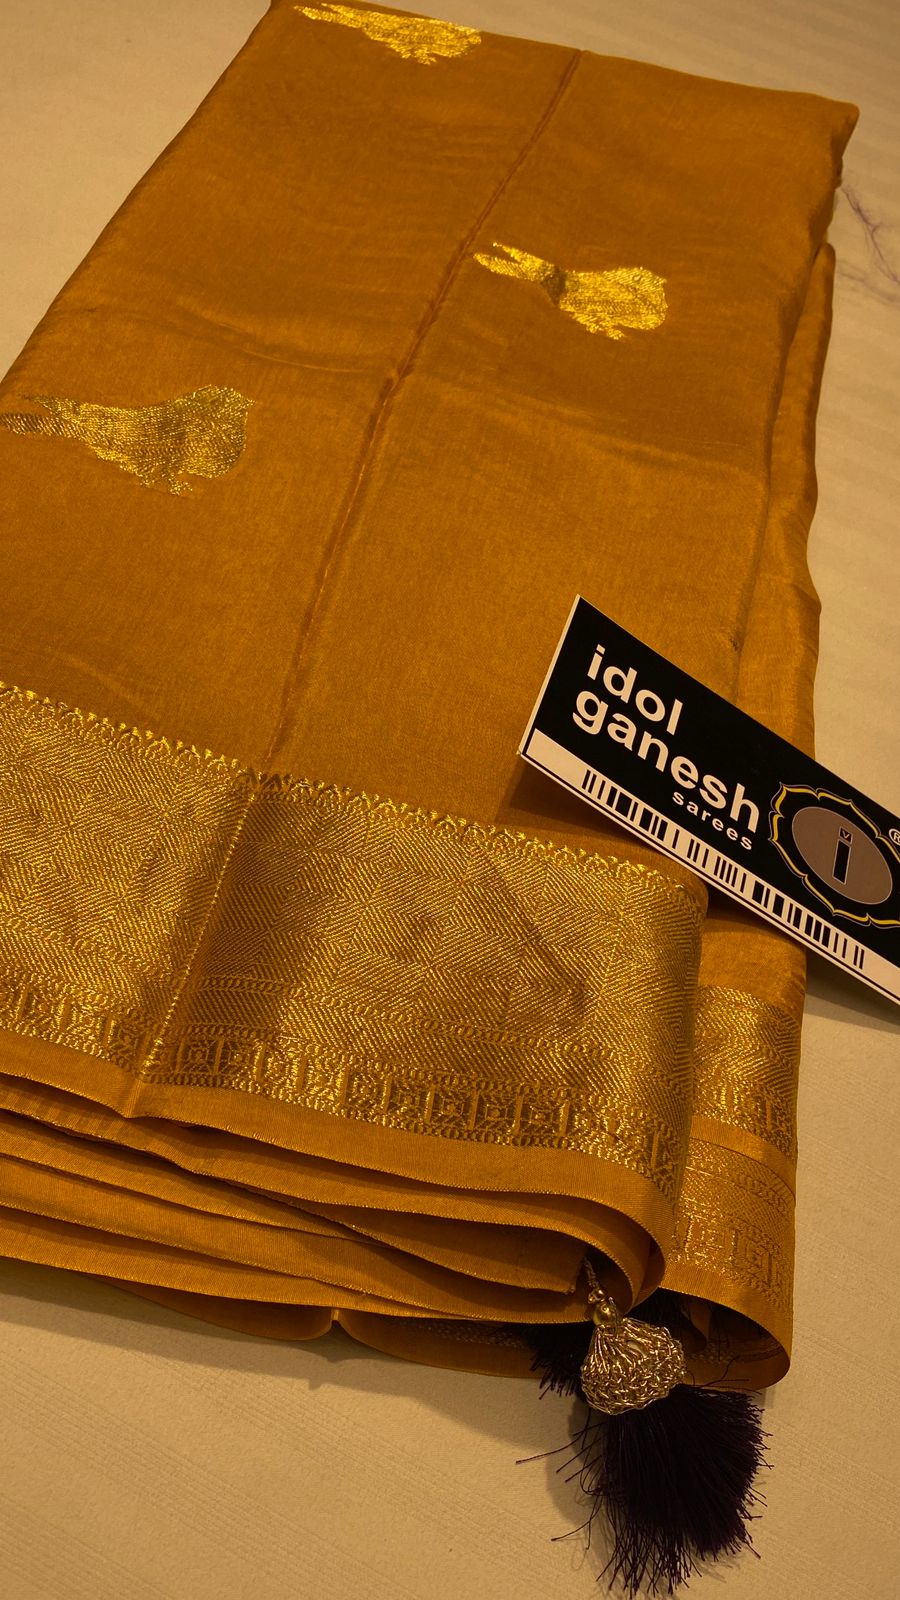 idol
ganesh
sarees
i
®